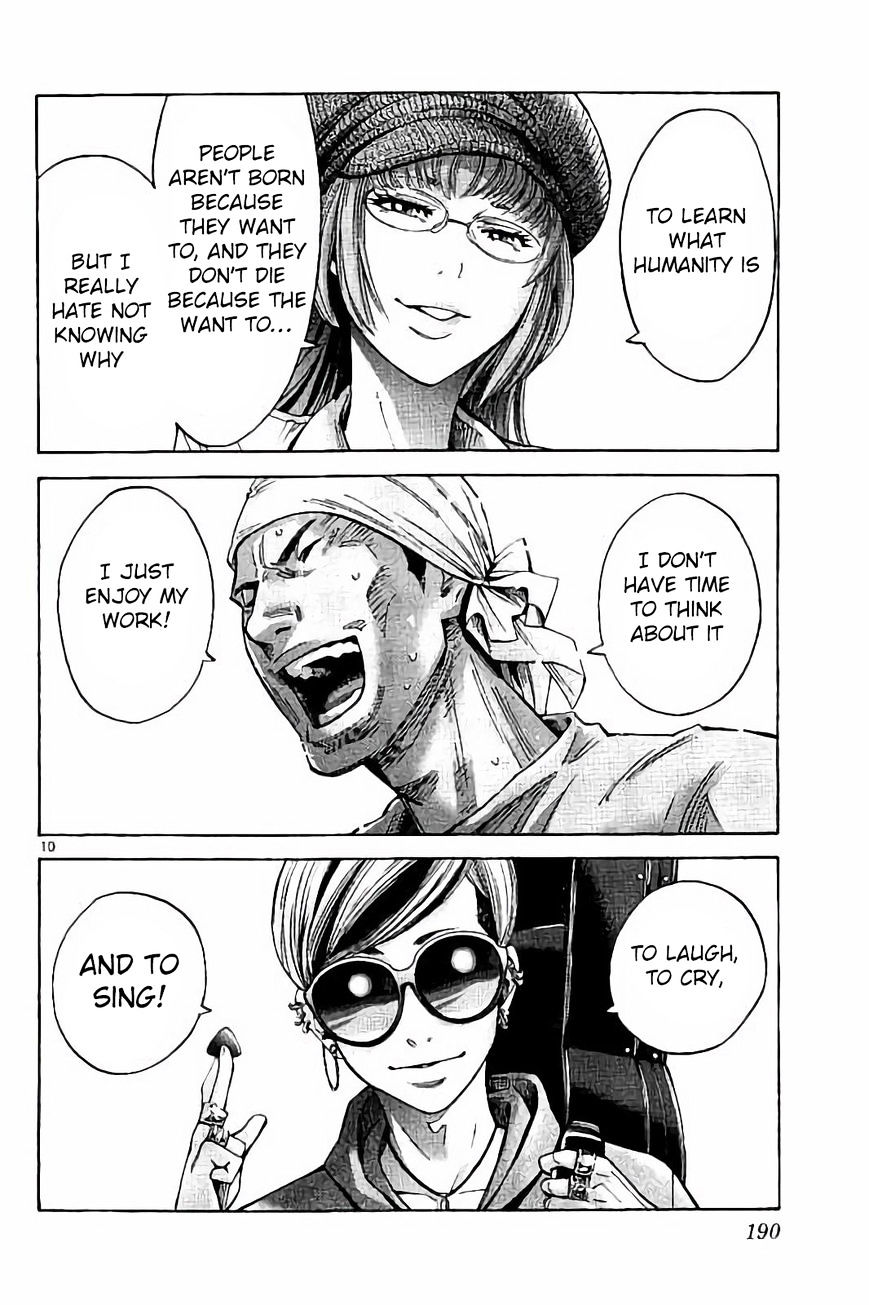 TO LEARN
WHAT
HUMANITY IS
PEOPLE
AREN'T BORN
BECAUSE
THEY WANT
TO, AND THEY
DON'T DIE
BECAUSE THE
WANT TO...
BUT I
REALLY
HATE NOT
KNOWING
WHY
I DON'T
HAVE TIME
TO THINK
ABOUT IT
I JUST
ENJOY MY
WORK!
10
TO LAUGH,
TO CRY,
AND TO
SING!
190